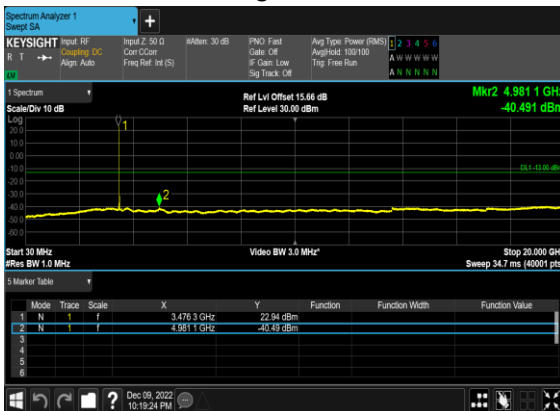 Spectrum Analyzer 1
Swept SA
+
KEYSIGHT Input: RF Input Z: 50 Ω #Atten: 30 dB PNO: Fast Avg Type: Power (RMS) 1 2 3 4 5 6
R T Coupling: DC Corr CCorr Gate: Off Avg|Hold: 100/100 A W W W W W
Align: Auto Freq Ref: Int (S) IF Gain: Low Trig: Free Run
Sig Track: Off A N N N N N
1 Spectrum
Scale/Div 10 dB
Ref Lvl Offset 15.66 dB
Ref Level 30.00 dBm
Mkr2 4.981 1 GHz
-40.491 dBm
Log
20.0
10.0
0.00
-10.0
-20.0
-30.0
-40.0
-50.0
-60.0
1
2
DL1 -13.00 dBm
Start 30 MHz Video BW 3.0 MHz* Stop 20.000 GHz
#Res BW 1.0 MHz Sweep 34.7 ms (40001 pts)
5 Marker Table
Mode Trace Scale X Y Function Function Width Function Value
1 N 1 f 3.476 3 GHz 22.94 dBm
2 N 1 f 4.981 1 GHz -40.49 dBm
3
4
5
6
?
Dec 09, 2022
10:19:24 PM